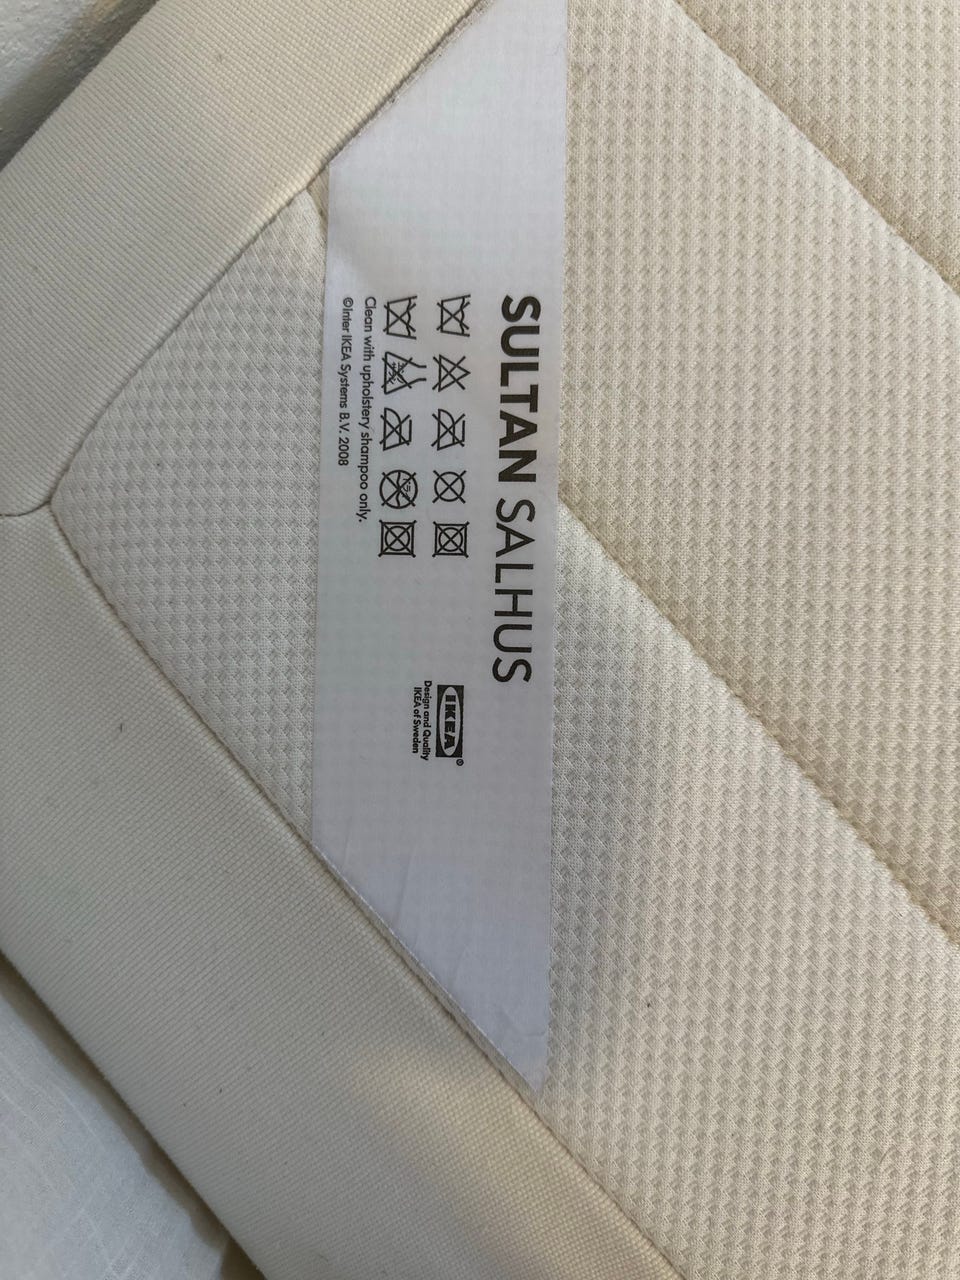 SULTAN SALHUS
Clean with upholstery shampoo only.
©Inter IKEA Systems B.V. 2008
IKEA®
Design and Quality
IKEA of Sweden